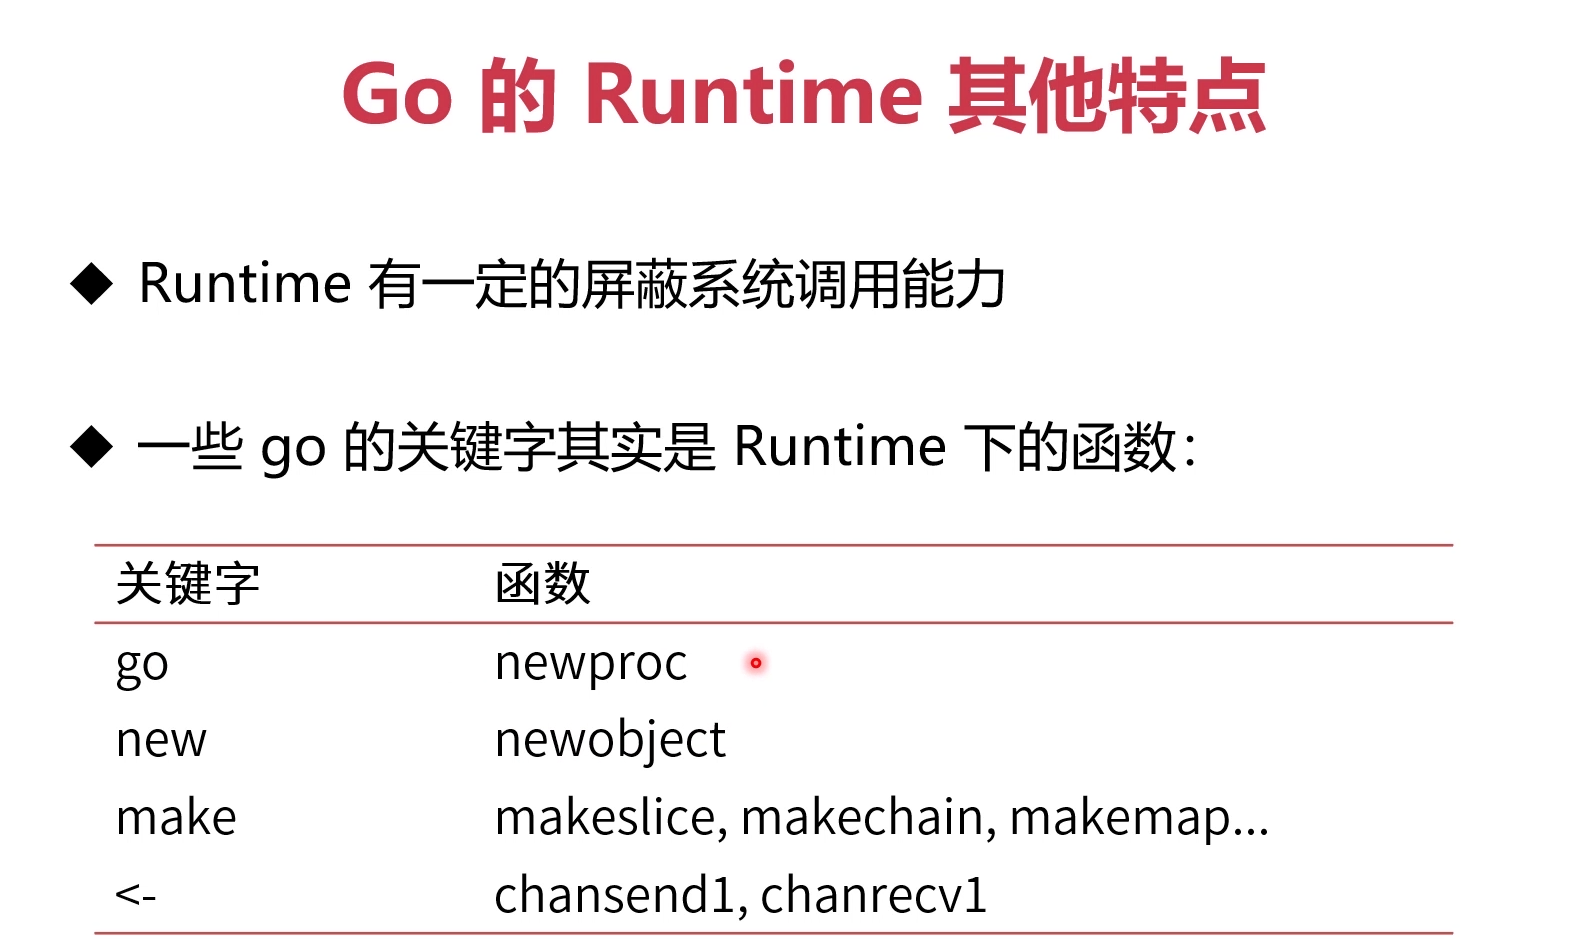 Go 的 Runtime 其他特点
◆ Runtime 有一定的屏蔽系统调用能力
◆ 一些 go 的关键字其实是 Runtime 下的函数：
关键字 函数
go newproc
new newobject
make makeslice, makechain, makemap...
<- chansend1, chanrecv1